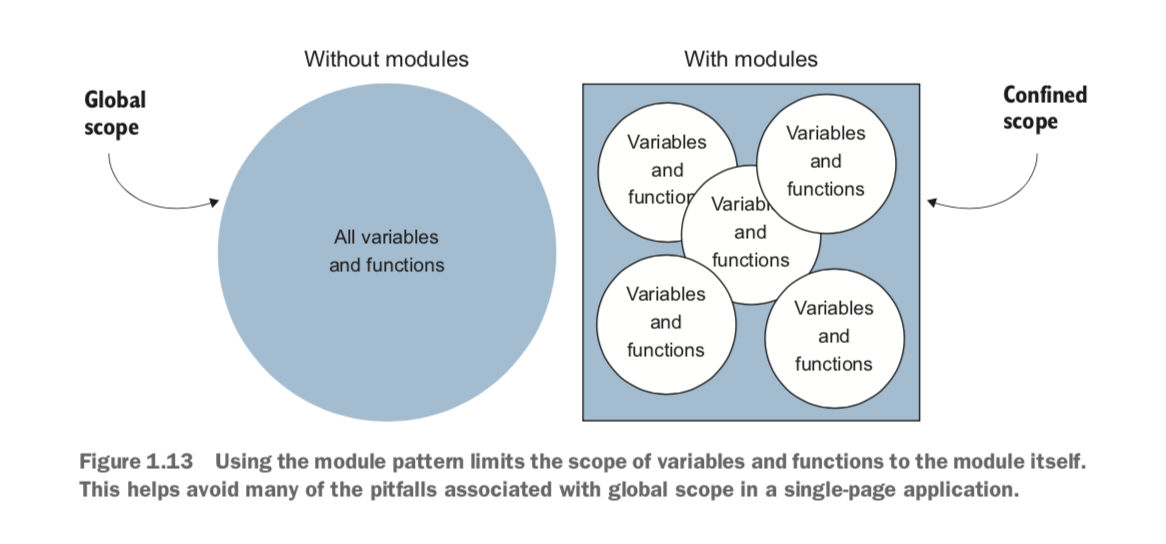 Without modules
With modules
Global
scope
Confined
scope
All variables
and functions
Variables
and
function
Variables
and
functions
Variab
and
functions
Variables
and
functions
Variables
and
functions
Figure 1.13 Using the module pattern limits the scope of variables and functions to the module itself.
This helps avoid many of the pitfalls associated with global scope in a single-page application.